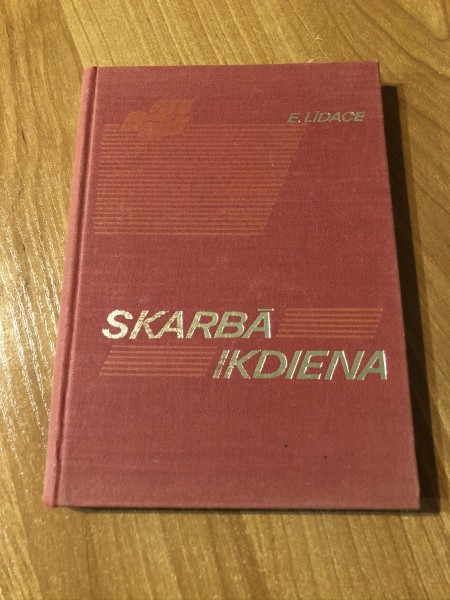 E. LĪDACE
SKARBĀ
IKDIENA